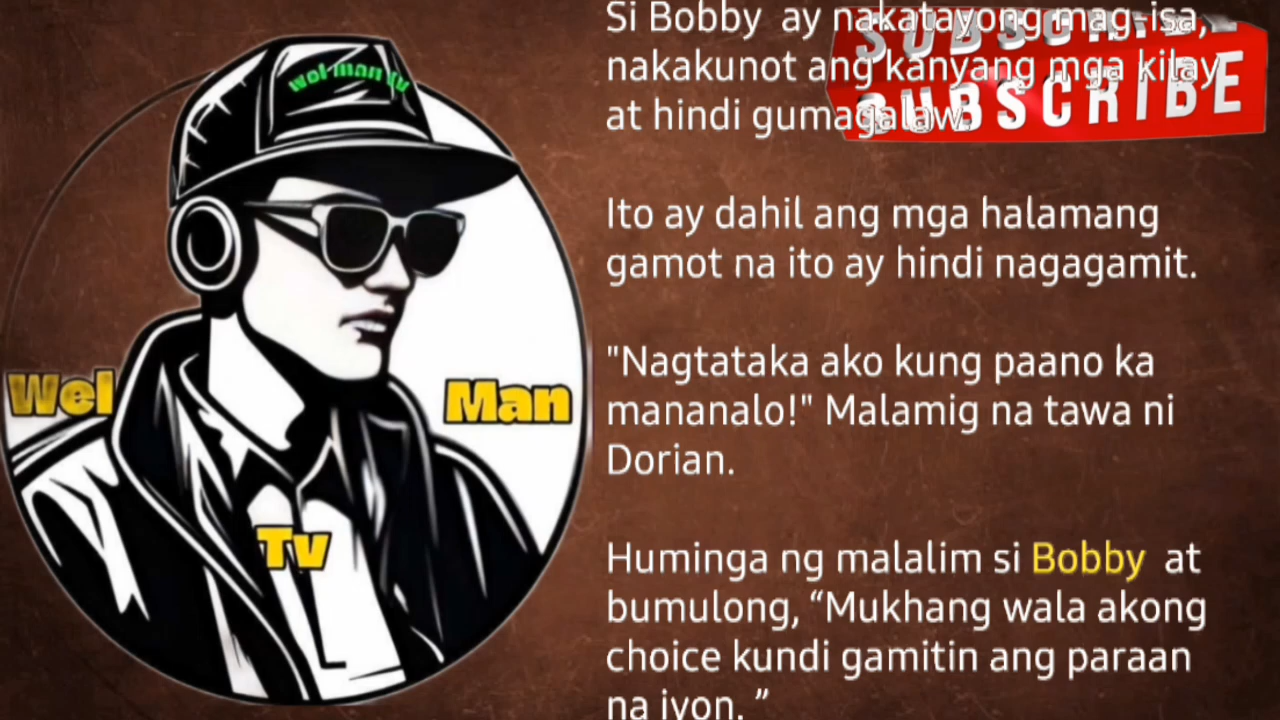 wel man tv
Wel
Man
Tv
SUBSCRIBE
SUBSCRIBE
Si Bobby ay nakatayong mag-isa,
nakakunot ang kanyang mga kilay
at hindi gumagalaw.
Ito ay dahil ang mga halamang
gamot na ito ay hindi nagagamit.
"Nagtataka ako kung paano ka
mananalo!" Malamig na tawa ni
Dorian.
Huminga ng malalim si Bobby at
bumulong, “Mukhang wala akong
choice kundi gamitin ang paraan
na iyon. ”